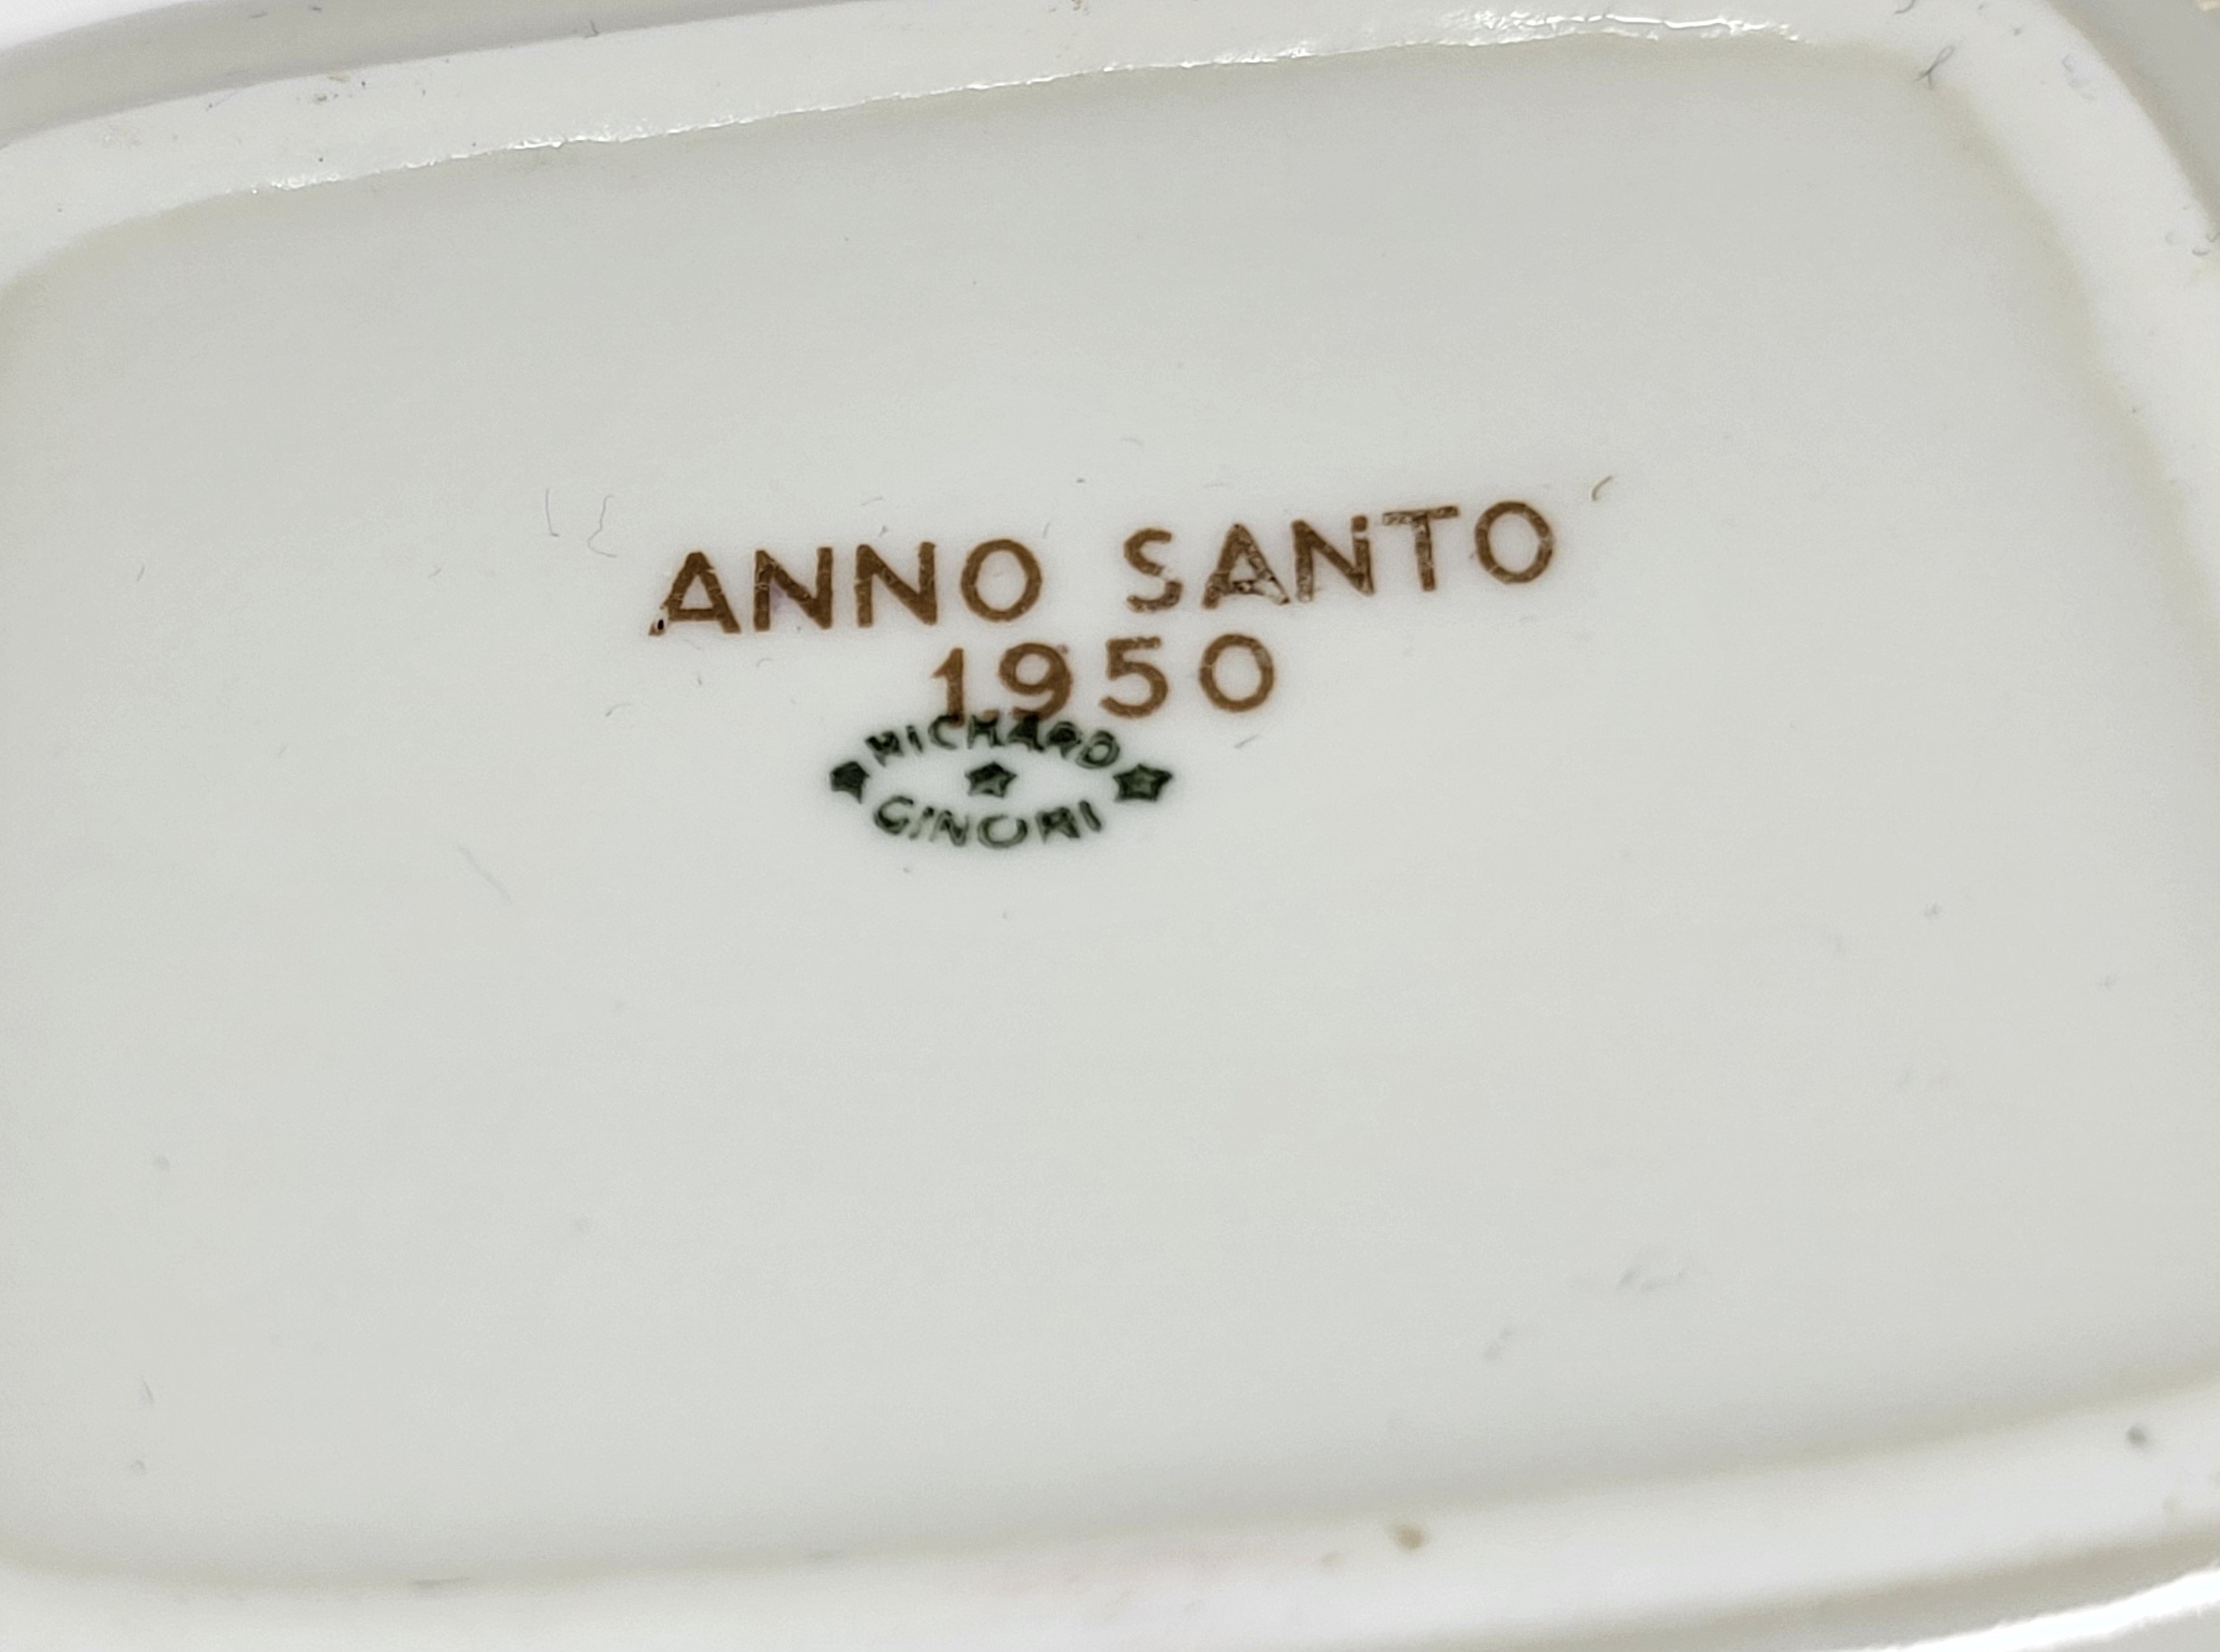 ANNO SANTO
1950
RICHARD
GINORI